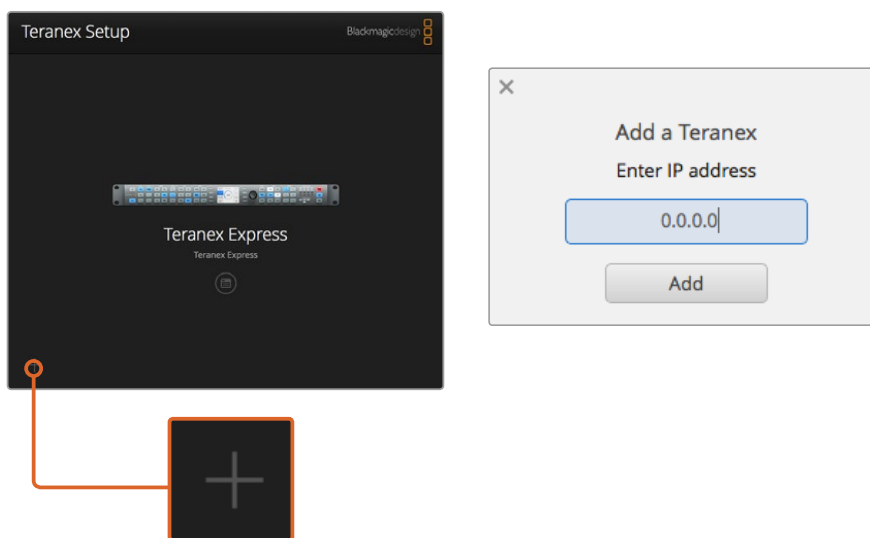 Teranex Setup
Blackmagicdesign
Teranex Express
Teranex Express
Add a Teranex
Enter IP address
0.0.0.0
Add